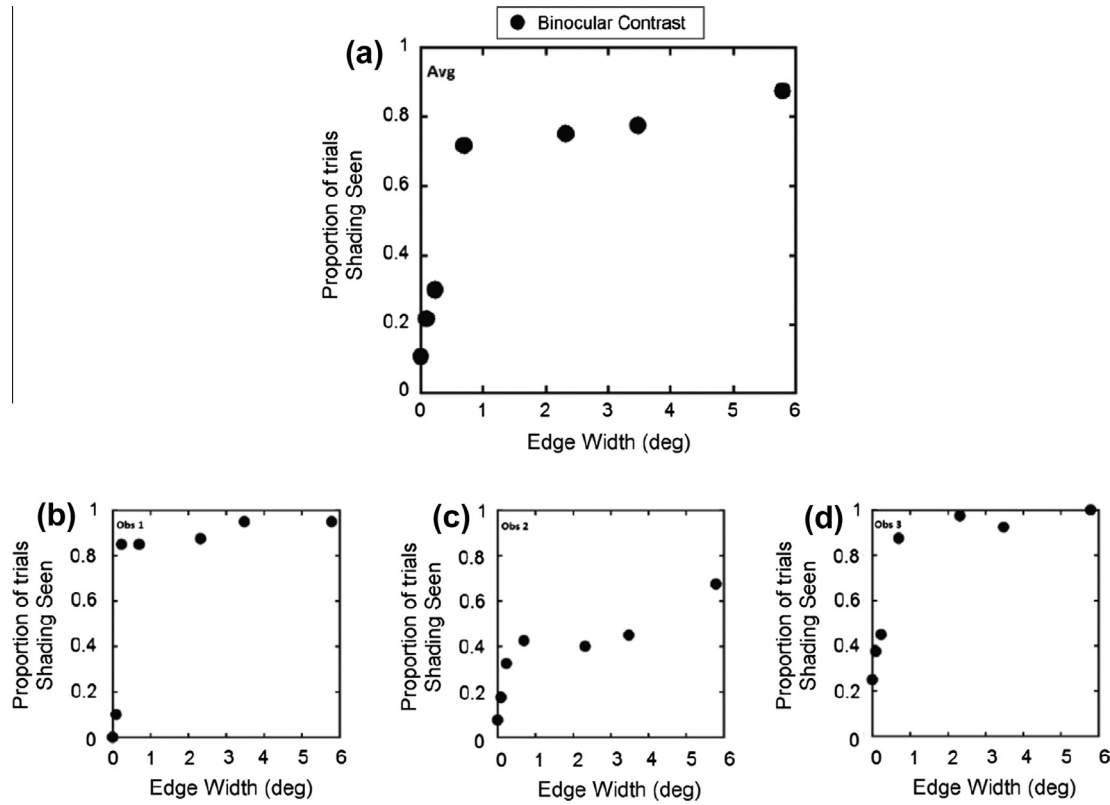 Binocular Contrast
(a)
Avg
Proportion of trials
Shading Seen
1
0.8
0.6
0.4
0.2
0
0 1 2 3 4 5 6
Edge Width (deg)
(b)
Obs 1
Proportion of trials
Shading Seen
1
0.8
0.6
0.4
0.2
0
0 1 2 3 4 5 6
Edge Width (deg)
(c)
Obs 2
Proportion of trials
Shading Seen
1
0.8
0.6
0.4
0.2
0
0 1 2 3 4 5 6
Edge Width (deg)
(d)
Obs 3
Proportion of trials
Shading Seen
1
0.8
0.6
0.4
0.2
0
0 1 2 3 4 5 6
Edge Width (deg)